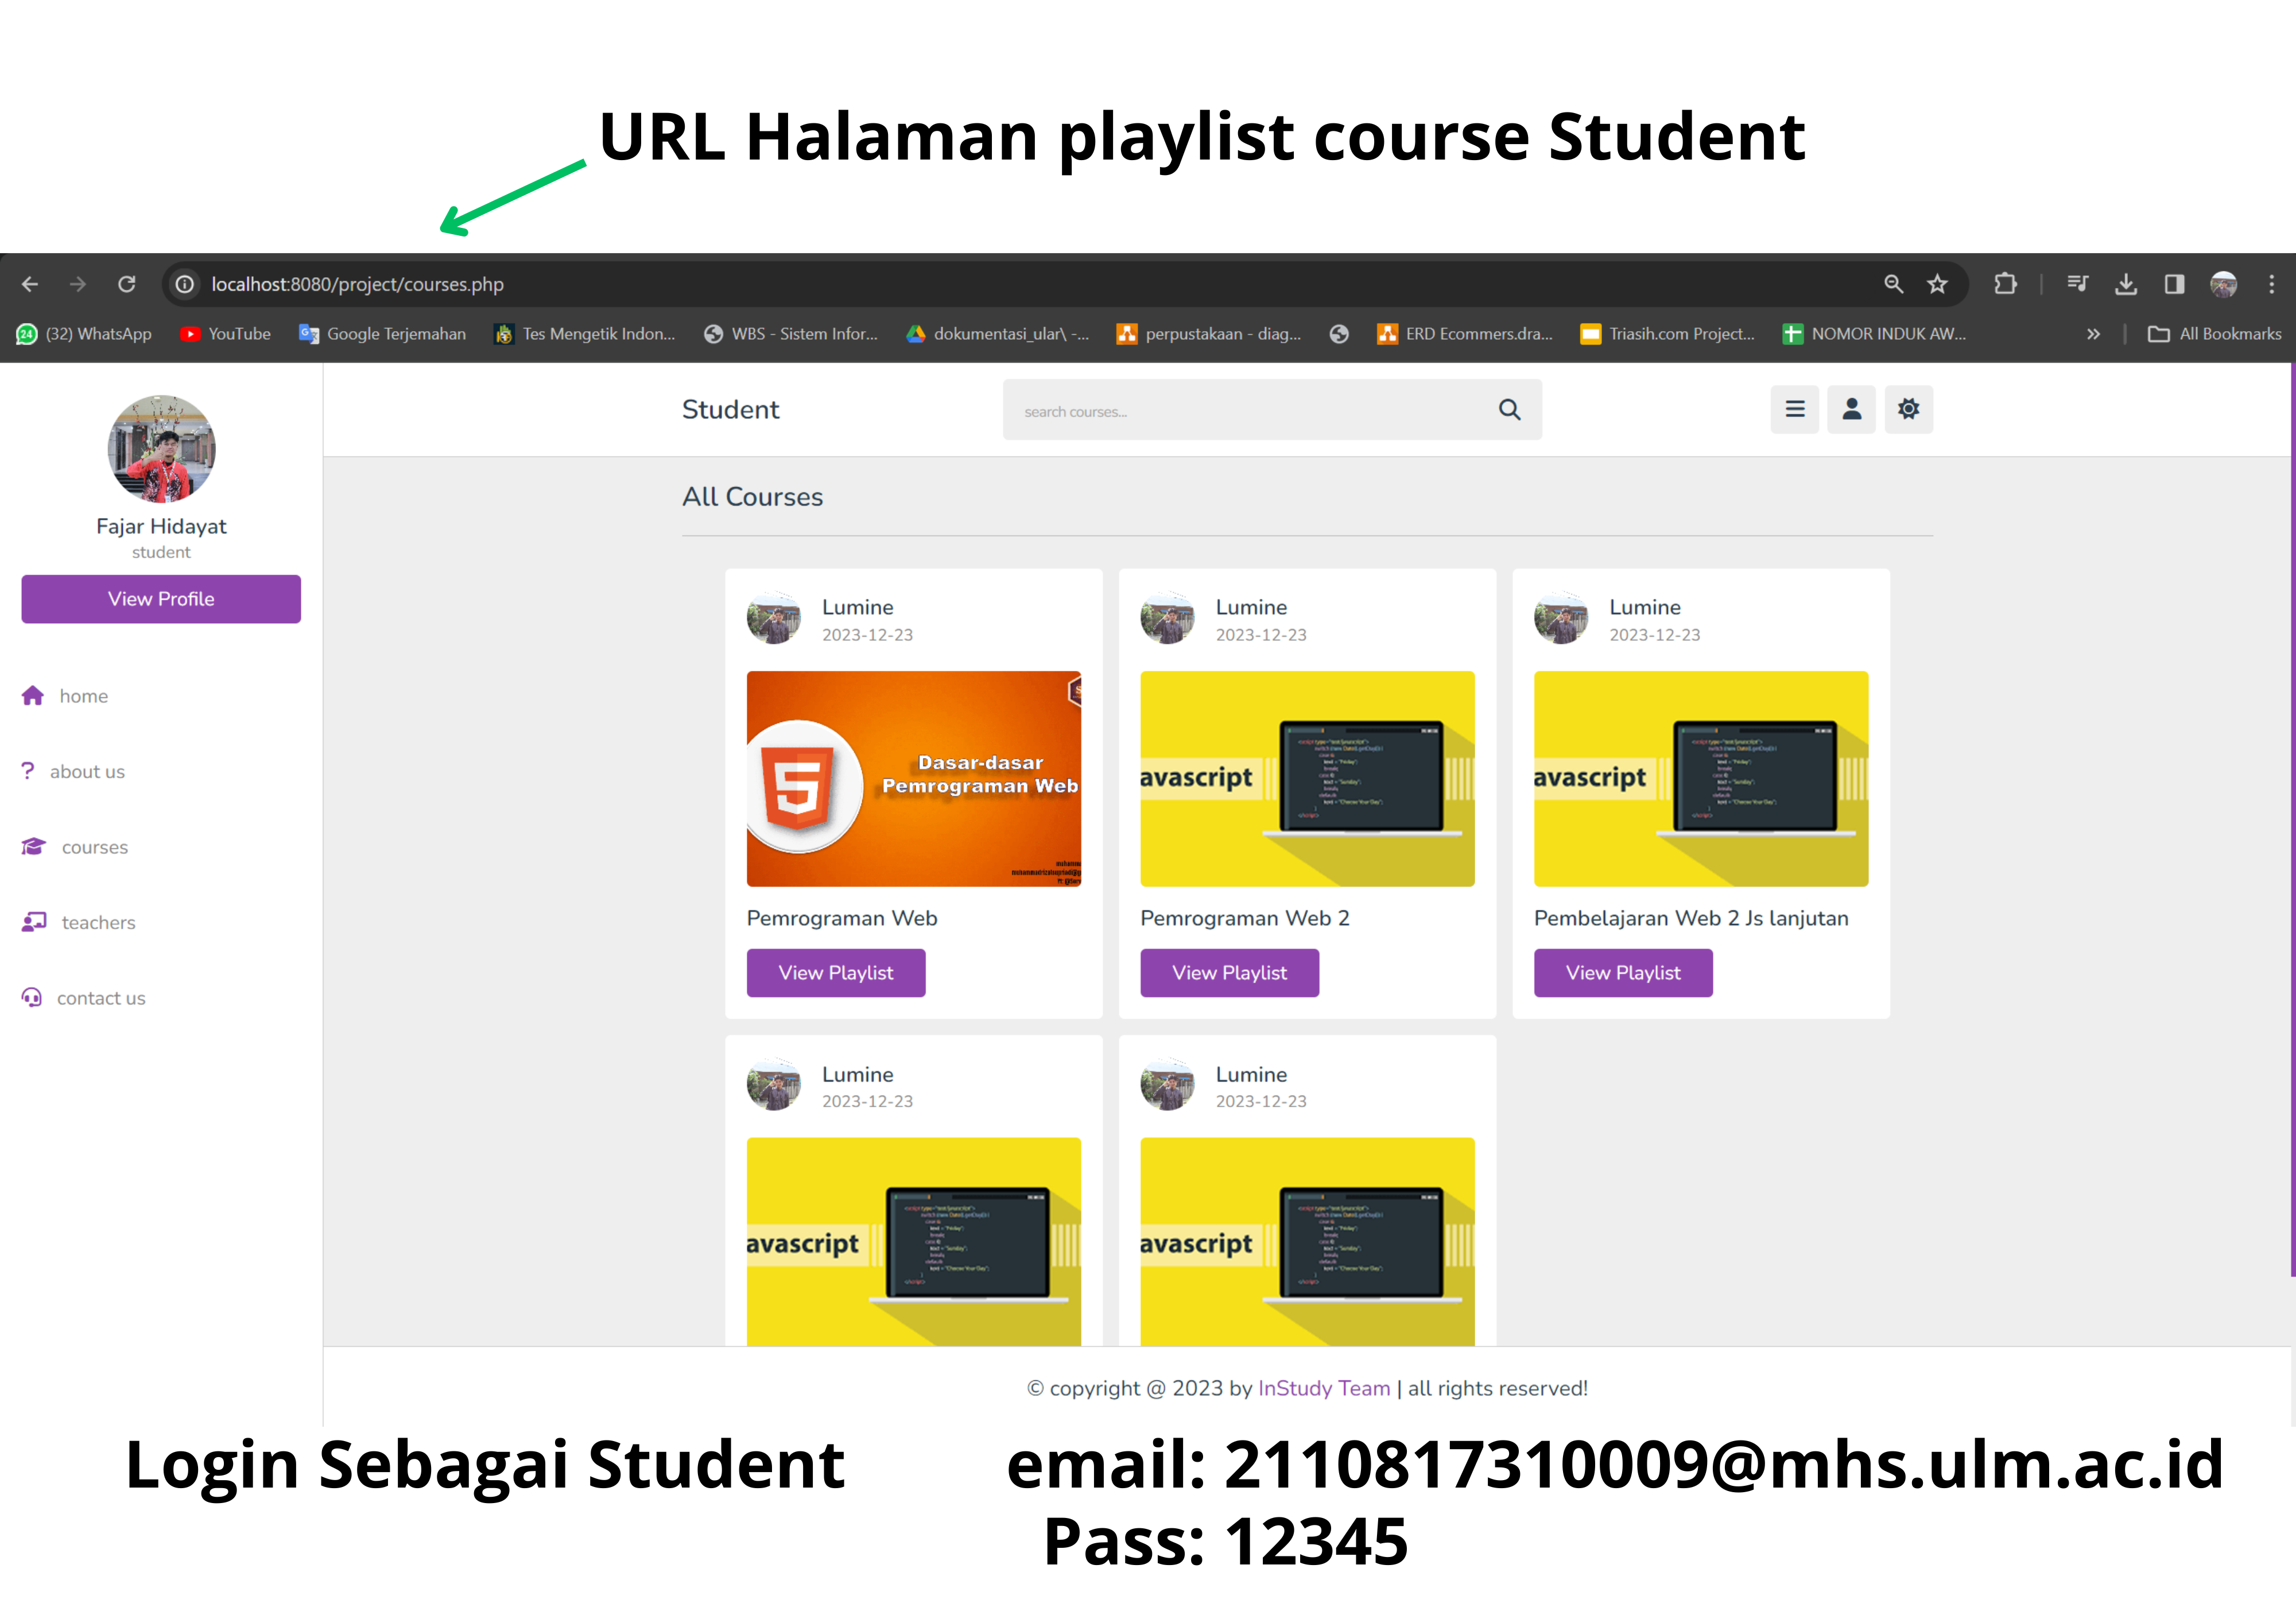 URL Halaman playlist course Student
localhost:8080/project/courses.php
(32) WhatsApp
YouTube
Google Terjemahan
Tes Mengetik Indon...
WBS - Sistem Infor...
dokumentasi_ular\ -...
perpustakaan - diag...
ERD Ecommers.dra...
Triasih.com Project...
NOMOR INDUK AW...
All Bookmarks
Fajar Hidayat
student
View Profile
home
about us
courses
teachers
contact us
Student
search courses...
All Courses
Lumine
2023-12-23
Dasar-dasar
Pemrograman Web
Pemrograman Web
View Playlist
Lumine
2023-12-23
avascript
Pemrograman Web 2
View Playlist
Lumine
2023-12-23
avascript
Pembelajaran Web 2 Js lanjutan
View Playlist
Lumine
2023-12-23
avascript
Lumine
2023-12-23
avascript
© copyright @ 2023 by InStudy Team | all rights reserved!
Login Sebagai Student
email: 2110817310009@mhs.ulm.ac.id
Pass: 12345